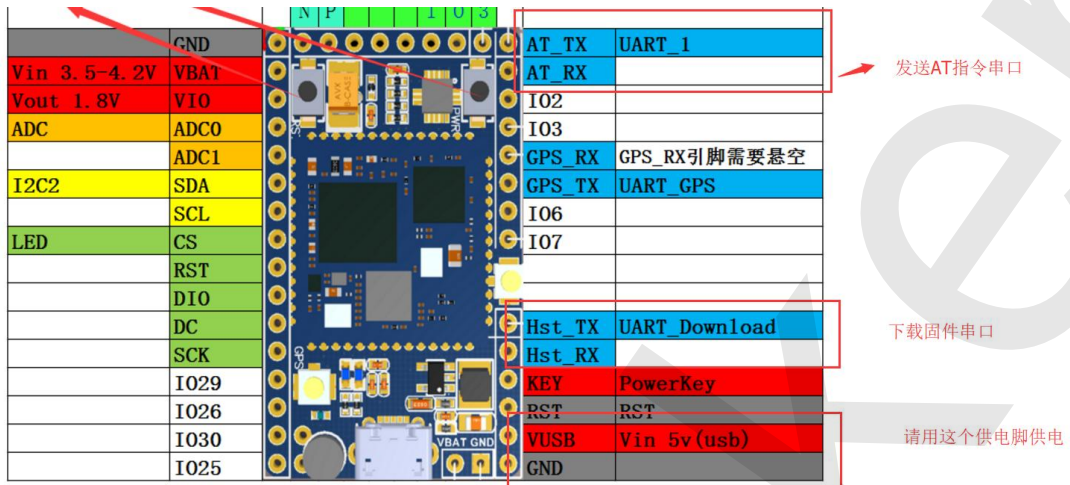 N P 1 0 3
GND AT_TX UART_1
Vin 3.5-4.2V VBAT AT_RX 发送AT指令串口
Vout 1.8V VIO IO2
ADC ADC0 IO3
ADC1 GPS_RX GPS_RX引脚需要悬空
I2C2 SDA GPS_TX UART_GPS
SCL IO6
LED CS IO7
RST
DIO
DC Hst_TX UART_Download 下载固件串口
SCK Hst_RX
IO29 KEY PowerKey
IO26 RST RST
IO30 VUSB Vin 5v(usb) 请用这个供电脚供电
IO25 GND
PWR
GPS
VBAT GND